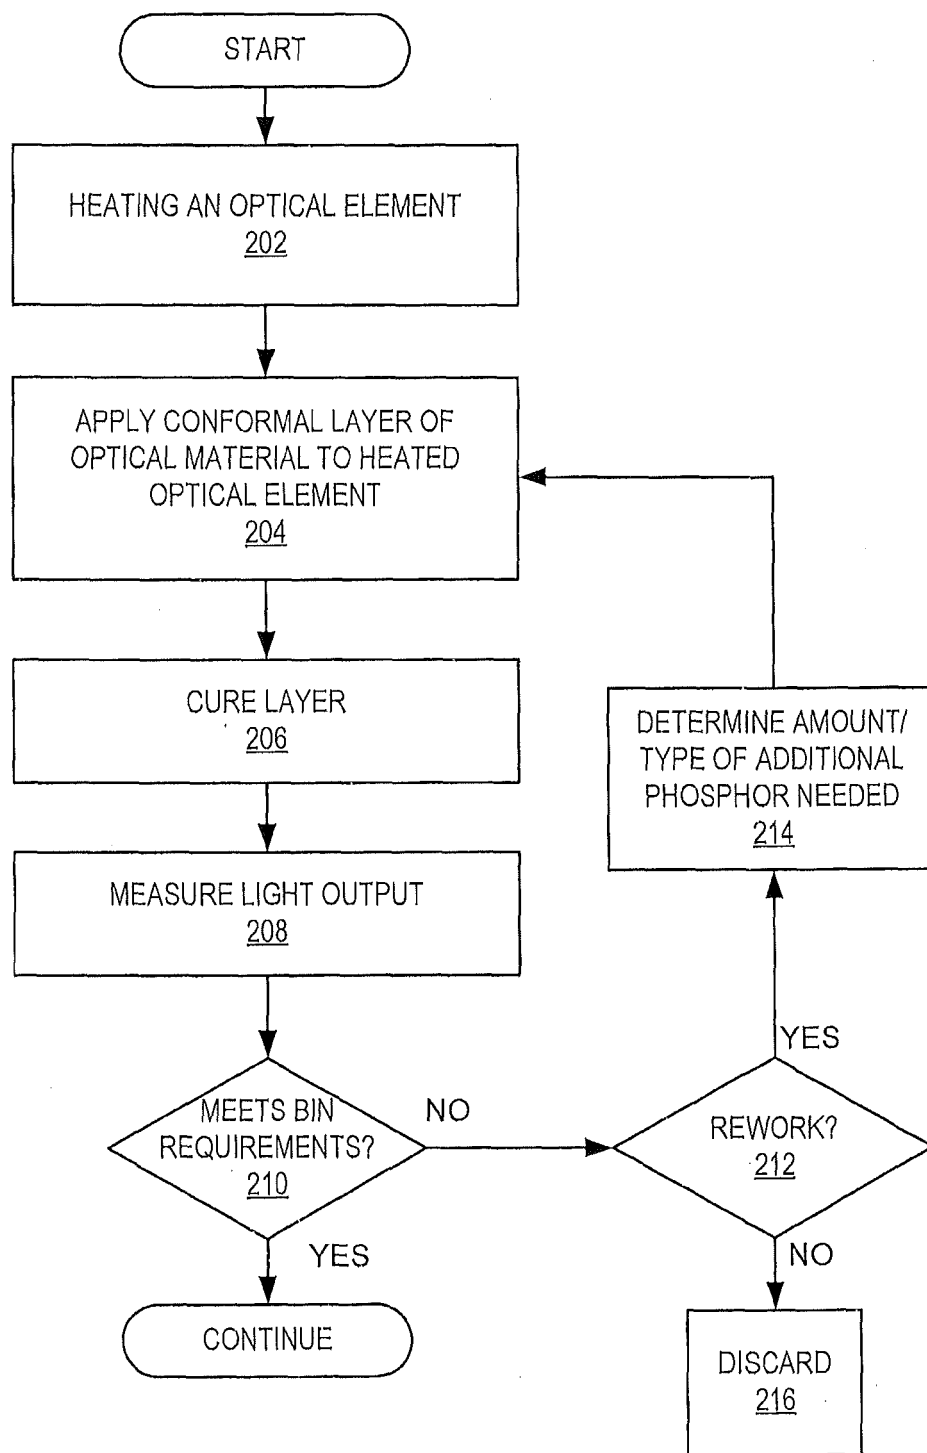 START
HEATING AN OPTICAL ELEMENT
202
APPLY CONFORMAL LAYER OF
OPTICAL MATERIAL TO HEATED
OPTICAL ELEMENT
204
CURE LAYER
206
MEASURE LIGHT OUTPUT
208
MEETS BIN
REQUIREMENTS?
210
NO
YES
CONTINUE
REWORK?
212
YES
DETERMINE AMOUNT/
TYPE OF ADDITIONAL
PHOSPHOR NEEDED
214
NO
DISCARD
216